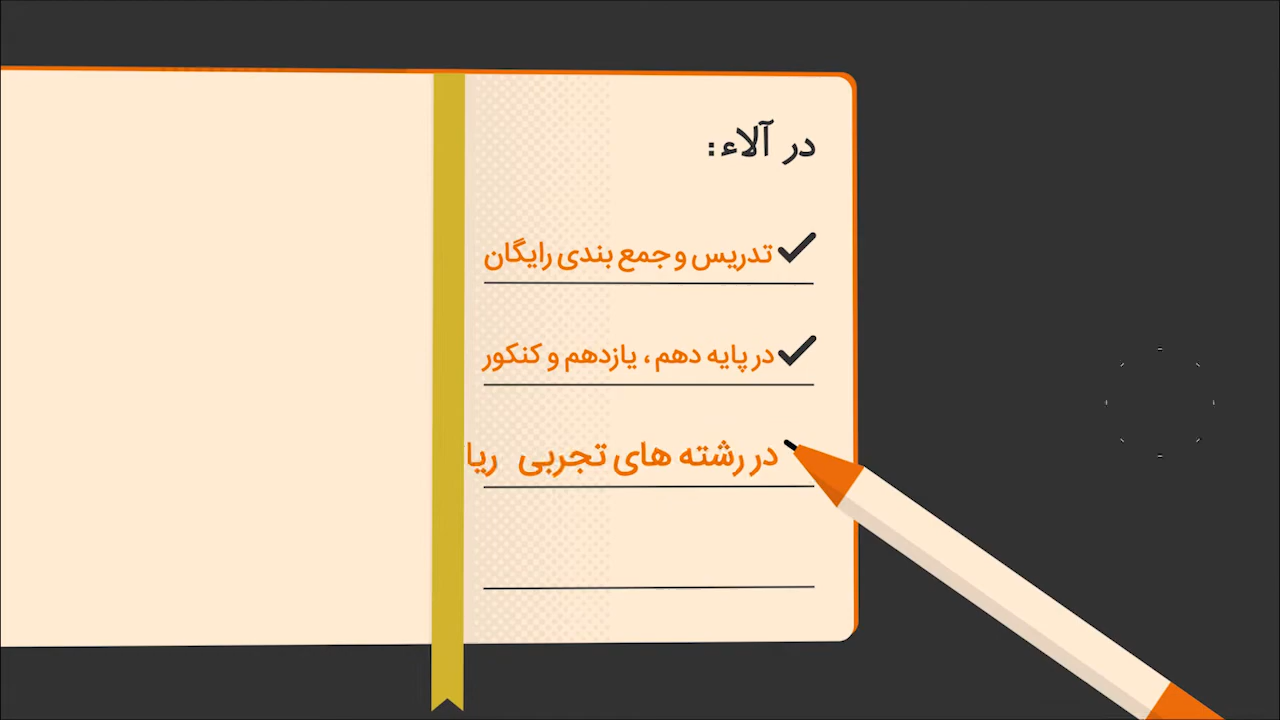 در آلاء:
تدریس و جمع بندی رایگان
در پایه دهم ، یازدهم و کنکور
در رشته های تجربی